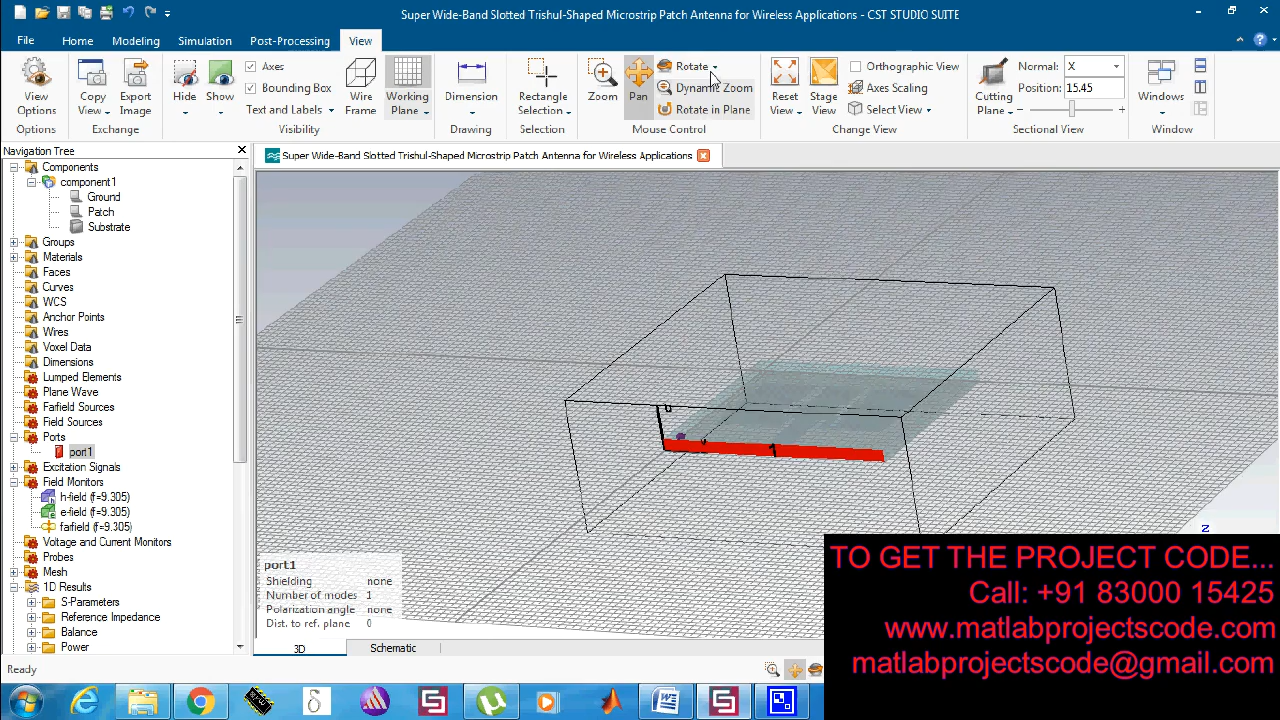 Super Wide-Band Slotted Trishul-Shaped Microstrip Patch Antenna for Wireless Applications - CST STUDIO SUITE
File Home Modeling Simulation Post-Processing View
View Options
Options
Copy View
Export Image
Exchange
Hide
Show
Axes
Bounding Box
Text and Labels
Visibility
Wire Frame
Working Plane
Dimension
Drawing
Rectangle Selection
Selection
Zoom
Pan
Rotate
Dynamic Zoom
Rotate in Plane
Mouse Control
Reset View
Stage View
Orthographic View
Axes Scaling
Select View
Change View
Cutting Plane
Normal: X
Position: 15.45
Sectional View
Windows
Window
Navigation Tree
Components
component1
Ground
Patch
Substrate
Groups
Materials
Faces
Curves
WCS
Anchor Points
Wires
Voxel Data
Dimensions
Lumped Elements
Plane Wave
Farfield Sources
Field Sources
Ports
port1
Excitation Signals
Field Monitors
h-field (f=9.305)
e-field (f=9.305)
farfield (f=9.305)
Voltage and Current Monitors
Probes
Mesh
1D Results
S-Parameters
Reference Impedance
Balance
Power
Super Wide-Band Slotted Trishul-Shaped Microstrip Patch Antenna for Wireless Applications
1
z
port1
Shielding none
Number of modes 1
Polarization angle none
Dist. to ref. plane 0
3D Schematic
Ready
TO GET THE PROJECT CODE...
Call: +91 83000 15425
www.matlabprojectscode.com
matlabprojectscode@gmail.com